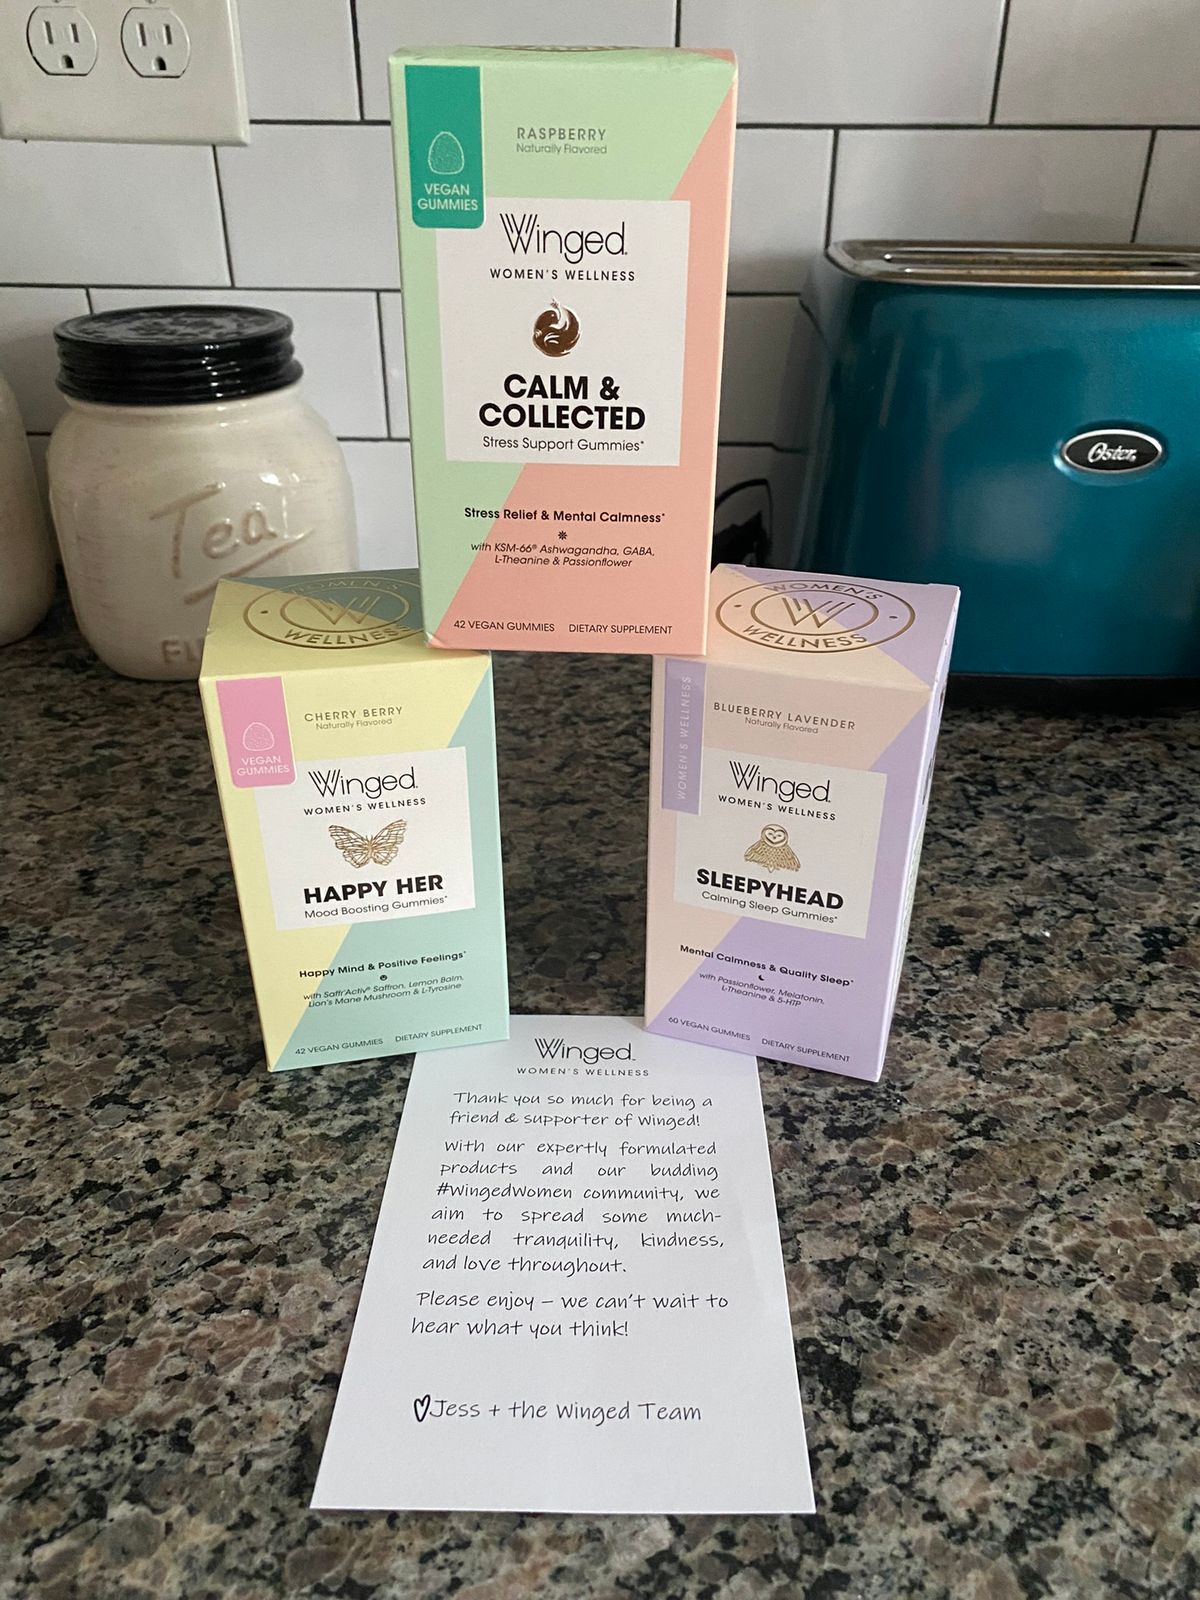 RASPBERRY
Naturally Flavored
VEGAN
GUMMIES
Winged
WOMEN'S WELLNESS
CALM &
COLLECTED
Stress Support Gummies*
Stress Relief & Mental Calmness*
with KSM-66® Ashwagandha, GABA,
L-Theanine & Passionflower
42 VEGAN GUMMIES DIETARY SUPPLEMENT
Oster
Tea
WOMEN'S
W
WELLNESS
CHERRY BERRY
Naturally Flavored
VEGAN
GUMMIES
Winged
WOMEN'S WELLNESS
HAPPY HER
Mood Boosting Gummies*
Happy Mind & Positive Feelings*
with Saffr'Activ® Saffron, Lemon Balm,
Lion's Mane Mushroom & L-Tyrosine
42 VEGAN GUMMIES DIETARY SUPPLEMENT
WOMEN'S
W
WELLNESS
WOMEN'S WELLNESS
BLUEBERRY LAVENDER
Naturally Flavored
Winged
WOMEN'S WELLNESS
SLEEPYHEAD
Calming Sleep Gummies*
Mental Calmness & Quality Sleep*
with Passionflower, Melatonin,
L-Theanine & 5-HTP
60 VEGAN GUMMIES DIETARY SUPPLEMENT
Winged
WOMEN'S WELLNESS
Thank you so much for being a
friend & supporter of Winged!
With our expertly formulated
products and our budding
#WingedWomen community, we
aim to spread some much-
needed tranquility, kindness,
and love throughout.
Please enjoy – we can't wait to
hear what you think!
Jess + the Winged Team